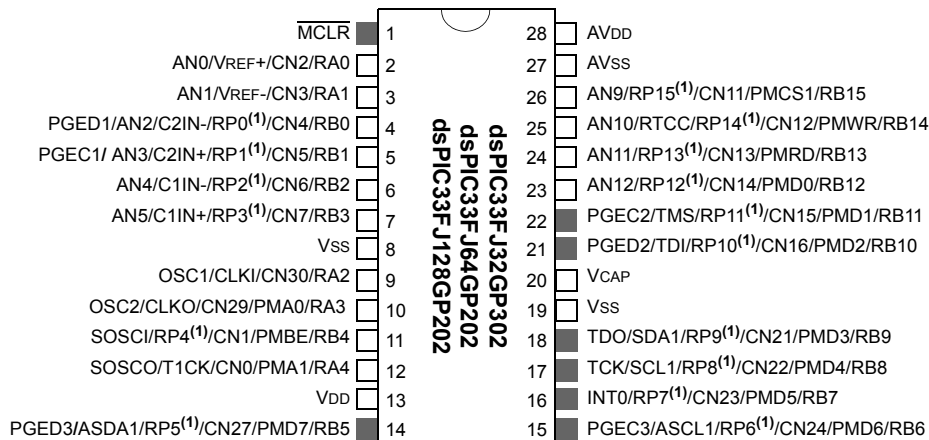 MCLR 1 28 AVDD
AN0/VREF+/CN2/RA0 2 27 AVSS
AN1/VREF-/CN3/RA1 3 26 AN9/RP15(1)/CN11/PMCS1/RB15
PGED1/AN2/C2IN-/RP0(1)/CN4/RB0 4 25 AN10/RTCC/RP14(1)/CN12/PMWR/RB14
PGEC1/ AN3/C2IN+/RP1(1)/CN5/RB1 5 24 AN11/RP13(1)/CN13/PMRD/RB13
AN4/C1IN-/RP2(1)/CN6/RB2 6 23 AN12/RP12(1)/CN14/PMD0/RB12
AN5/C1IN+/RP3(1)/CN7/RB3 7 22 PGEC2/TMS/RP11(1)/CN15/PMD1/RB11
VSS 8 21 PGED2/TDI/RP10(1)/CN16/PMD2/RB10
OSC1/CLKI/CN30/RA2 9 20 VCAP
OSC2/CLKO/CN29/PMA0/RA3 10 19 VSS
SOSCI/RP4(1)/CN1/PMBE/RB4 11 18 TDO/SDA1/RP9(1)/CN21/PMD3/RB9
SOSCO/T1CK/CN0/PMA1/RA4 12 17 TCK/SCL1/RP8(1)/CN22/PMD4/RB8
VDD 13 16 INT0/RP7(1)/CN23/PMD5/RB7
PGED3/ASDA1/RP5(1)/CN27/PMD7/RB5 14 15 PGEC3/ASCL1/RP6(1)/CN24/PMD6/RB6
dsPIC33FJ32GP302
dsPIC33FJ64GP202
dsPIC33FJ128GP202